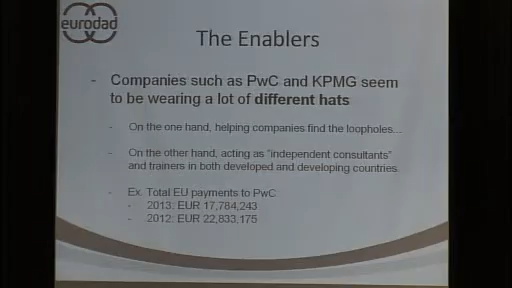 eurodad
The Enablers
- Companies such as PwC and KPMG seem
to be wearing a lot of different hats
- On the one hand, helping companies find the loopholes...
- On the other hand, acting as "independent consultants"
and trainers in both developed and developing countries
- Ex. Total EU payments to PwC
- 2013: EUR 17,784,243
- 2012: EUR 22,833,175